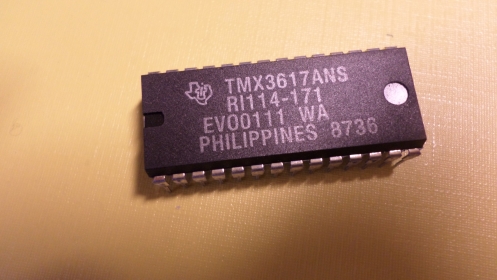 TMX3617ANS
RI114-171
EV00111 WA
PHILIPPINES 8736